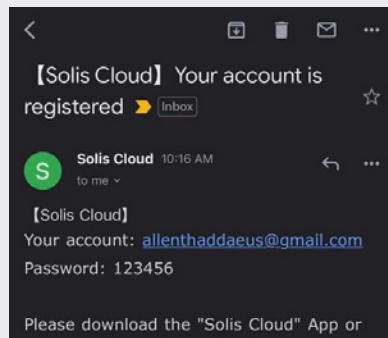 【Solis Cloud】Your account is
registered Inbox
S
Solis Cloud 10:16 AM
to me
【Solis Cloud】
Your account: allenthaddaeus@gmail.com
Password: 123456
Please download the "Solis Cloud" App or